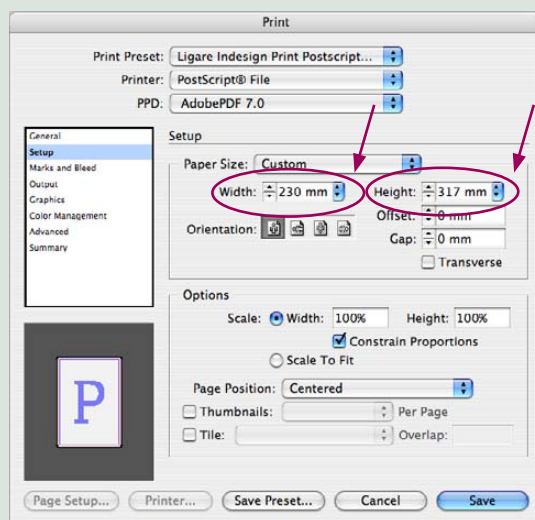 Print
Print Preset: Ligare Indesign Print Postscript...
Printer: PostScript® File
PPD: AdobePDF 7.0
General
Setup
Marks and Bleed
Output
Graphics
Color Management
Advanced
Summary
Setup
Paper Size: Custom
Width: 230 mm Height: 317 mm
Orientation: Offset: 0 mm
Gap: 0 mm
Transverse
Options
Scale: Width: 100% Height: 100%
Constrain Proportions
Scale To Fit
Page Position: Centered
Thumbnails: Per Page
Tile: Overlap:
P
Page Setup... Printer... Save Preset... Cancel Save